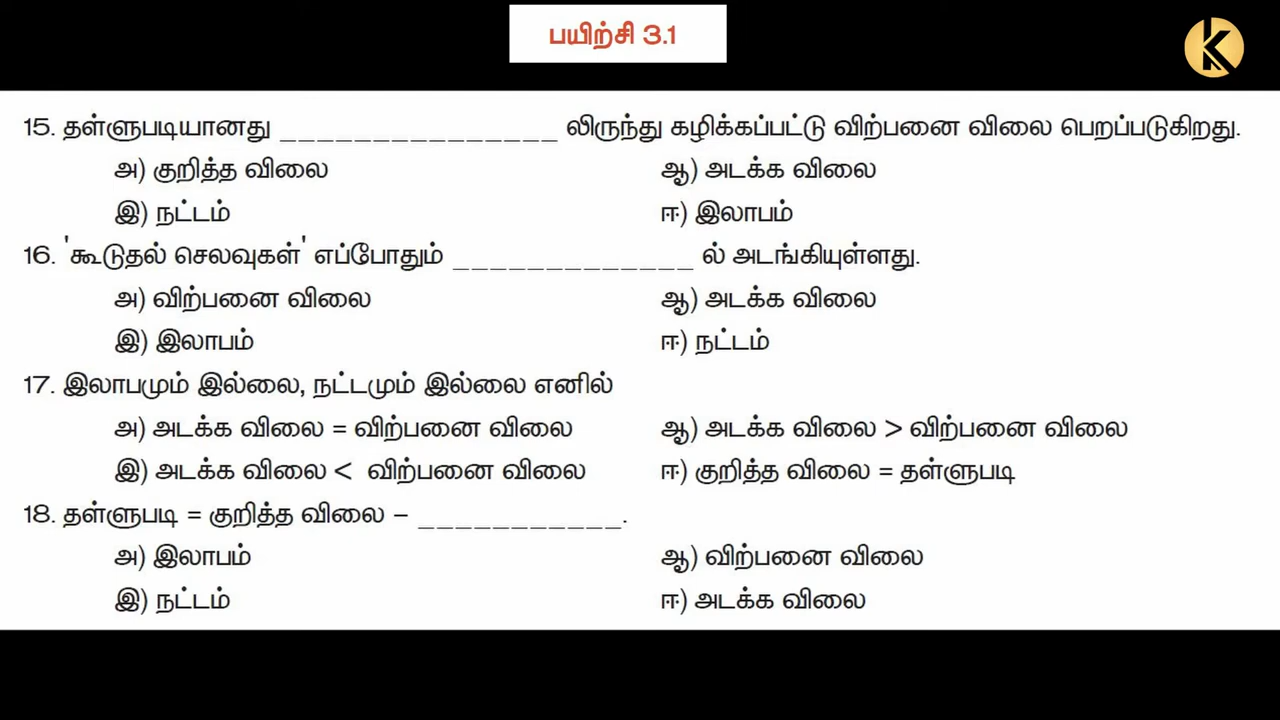 பயிற்சி 3.1
15. தள்ளுபடியானது _______________ லிருந்து கழிக்கப்பட்டு விற்பனை விலை பெறப்படுகிறது.
அ) குறித்த விலை ஆ) அடக்க விலை
இ) நட்டம் ஈ) இலாபம்
16. 'கூடுதல் செலவுகள்' எப்போதும் _____________ ல் அடங்கியுள்ளது.
அ) விற்பனை விலை ஆ) அடக்க விலை
இ) இலாபம் ஈ) நட்டம்
17. இலாபமும் இல்லை, நட்டமும் இல்லை எனில்
அ) அடக்க விலை = விற்பனை விலை ஆ) அடக்க விலை > விற்பனை விலை
இ) அடக்க விலை < விற்பனை விலை ஈ) குறித்த விலை = தள்ளுபடி
18. தள்ளுபடி = குறித்த விலை – ___________.
அ) இலாபம் ஆ) விற்பனை விலை
இ) நட்டம் ஈ) அடக்க விலை